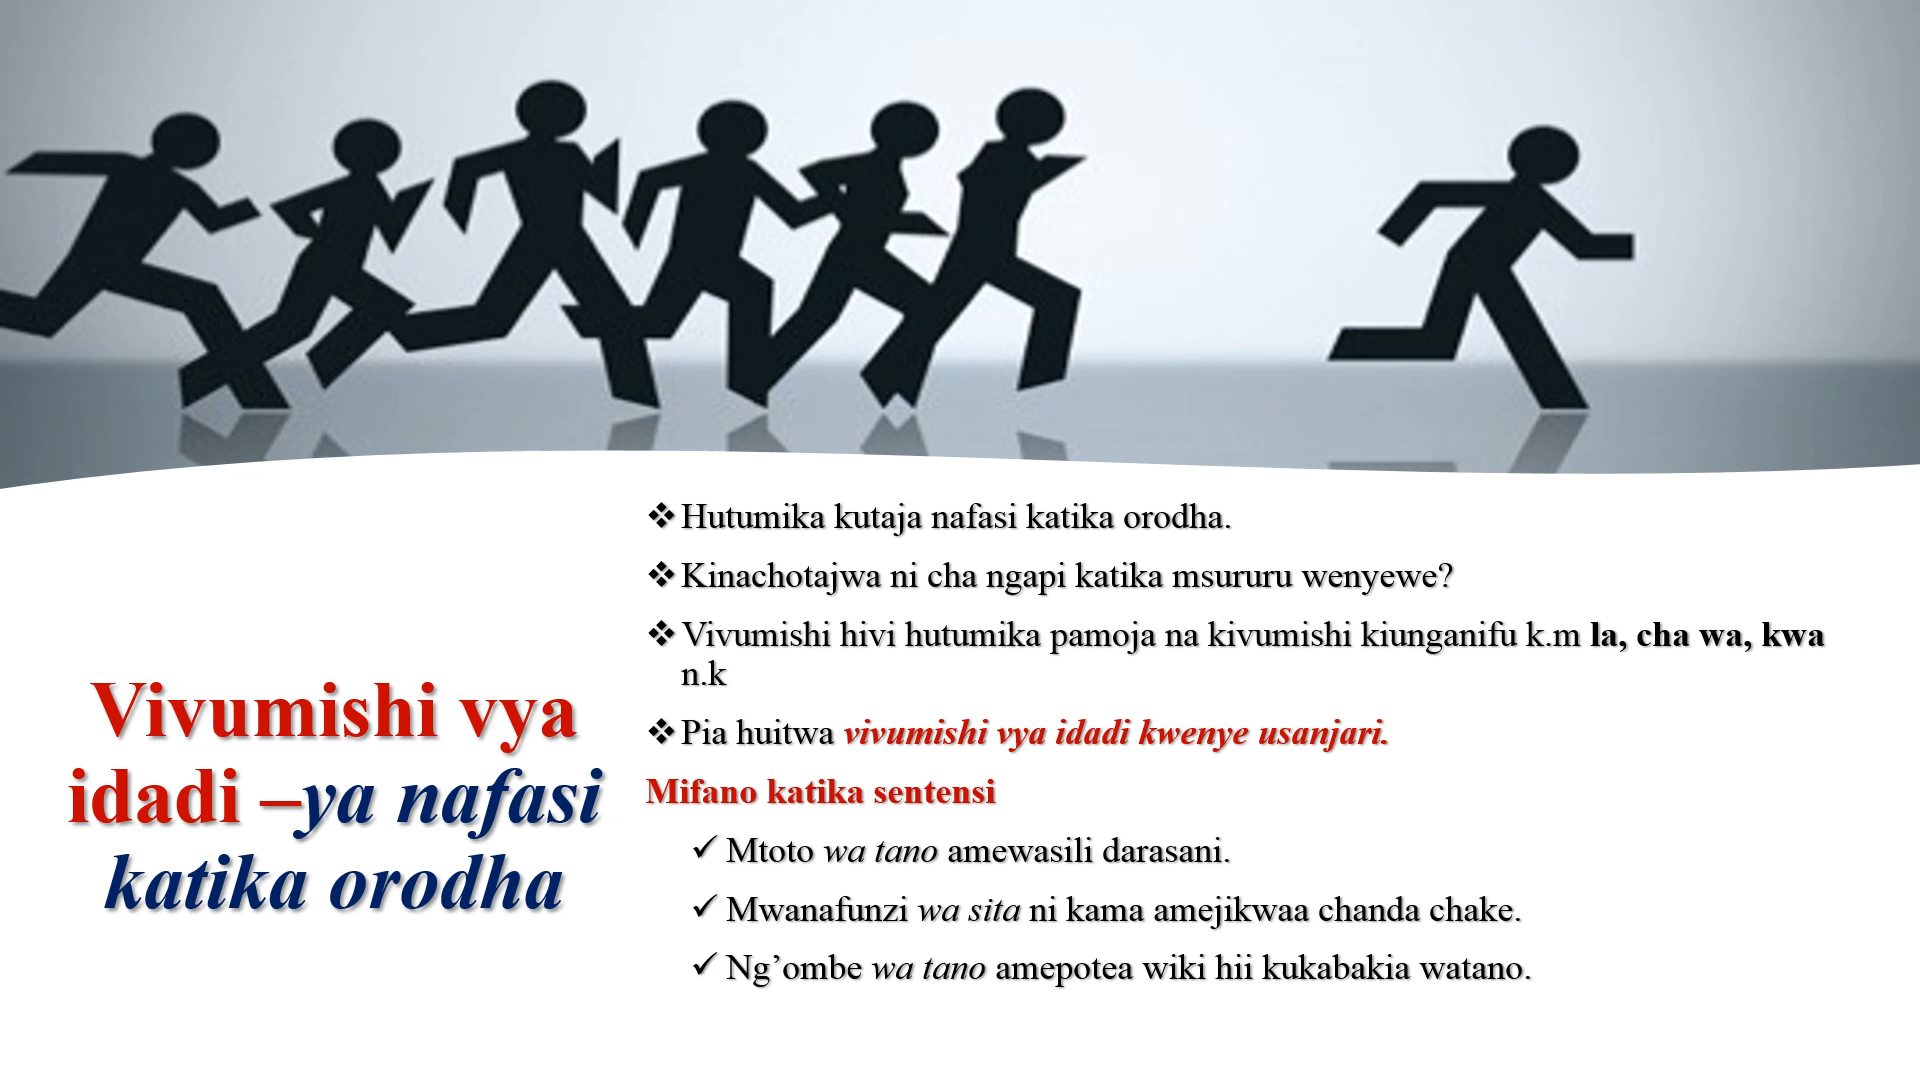 Vivumishi vya
idadi –ya nafasi
katika orodha
❖Hutumika kutaja nafasi katika orodha.
❖Kinachotajwa ni cha ngapi katika msururu wenyewe?
❖Vivumishi hivi hutumika pamoja na kivumishi kiunganifu k.m la, cha wa, kwa
n.k
❖Pia huitwa vivumishi vya idadi kwenye usanjari.
Mifano katika sentensi
✓ Mtoto wa tano amewasili darasani.
✓ Mwanafunzi wa sita ni kama amejikwaa chanda chake.
✓ Ng’ombe wa tano amepotea wiki hii kukabakia watano.